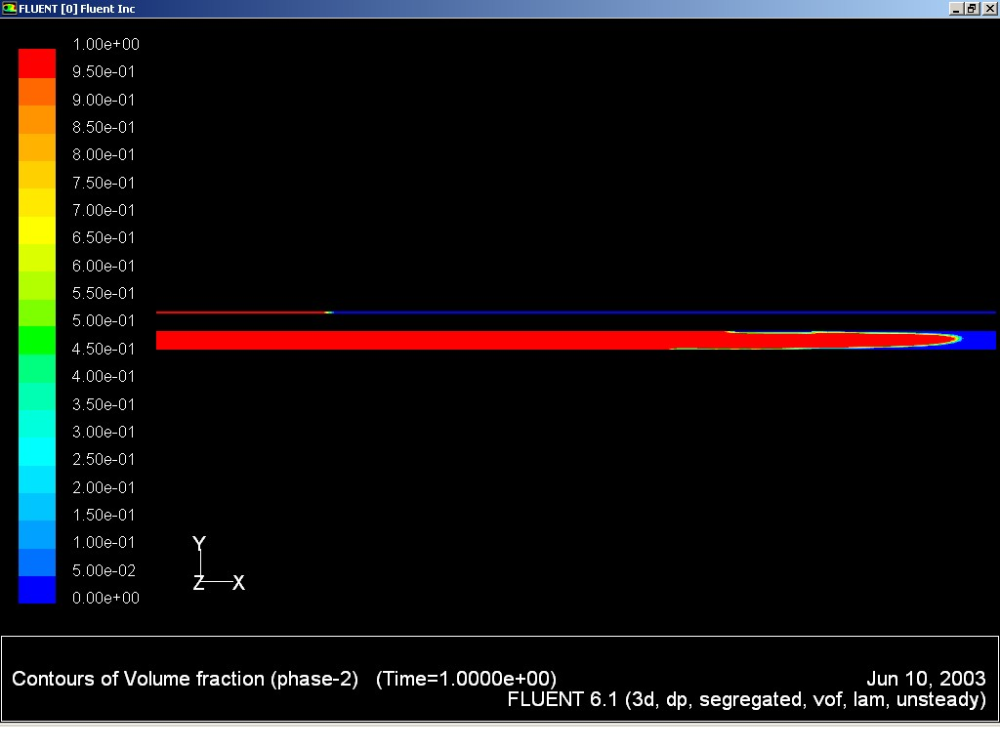 FLUENT [0] Fluent Inc
1.00e+00
9.50e-01
9.00e-01
8.50e-01
8.00e-01
7.50e-01
7.00e-01
6.50e-01
6.00e-01
5.50e-01
5.00e-01
4.50e-01
4.00e-01
3.50e-01
3.00e-01
2.50e-01
2.00e-01
1.50e-01
1.00e-01
5.00e-02
0.00e+00
Y
Z X
Contours of Volume fraction (phase-2) (Time=1.0000e+00)
Jun 10, 2003
FLUENT 6.1 (3d, dp, segregated, vof, lam, unsteady)